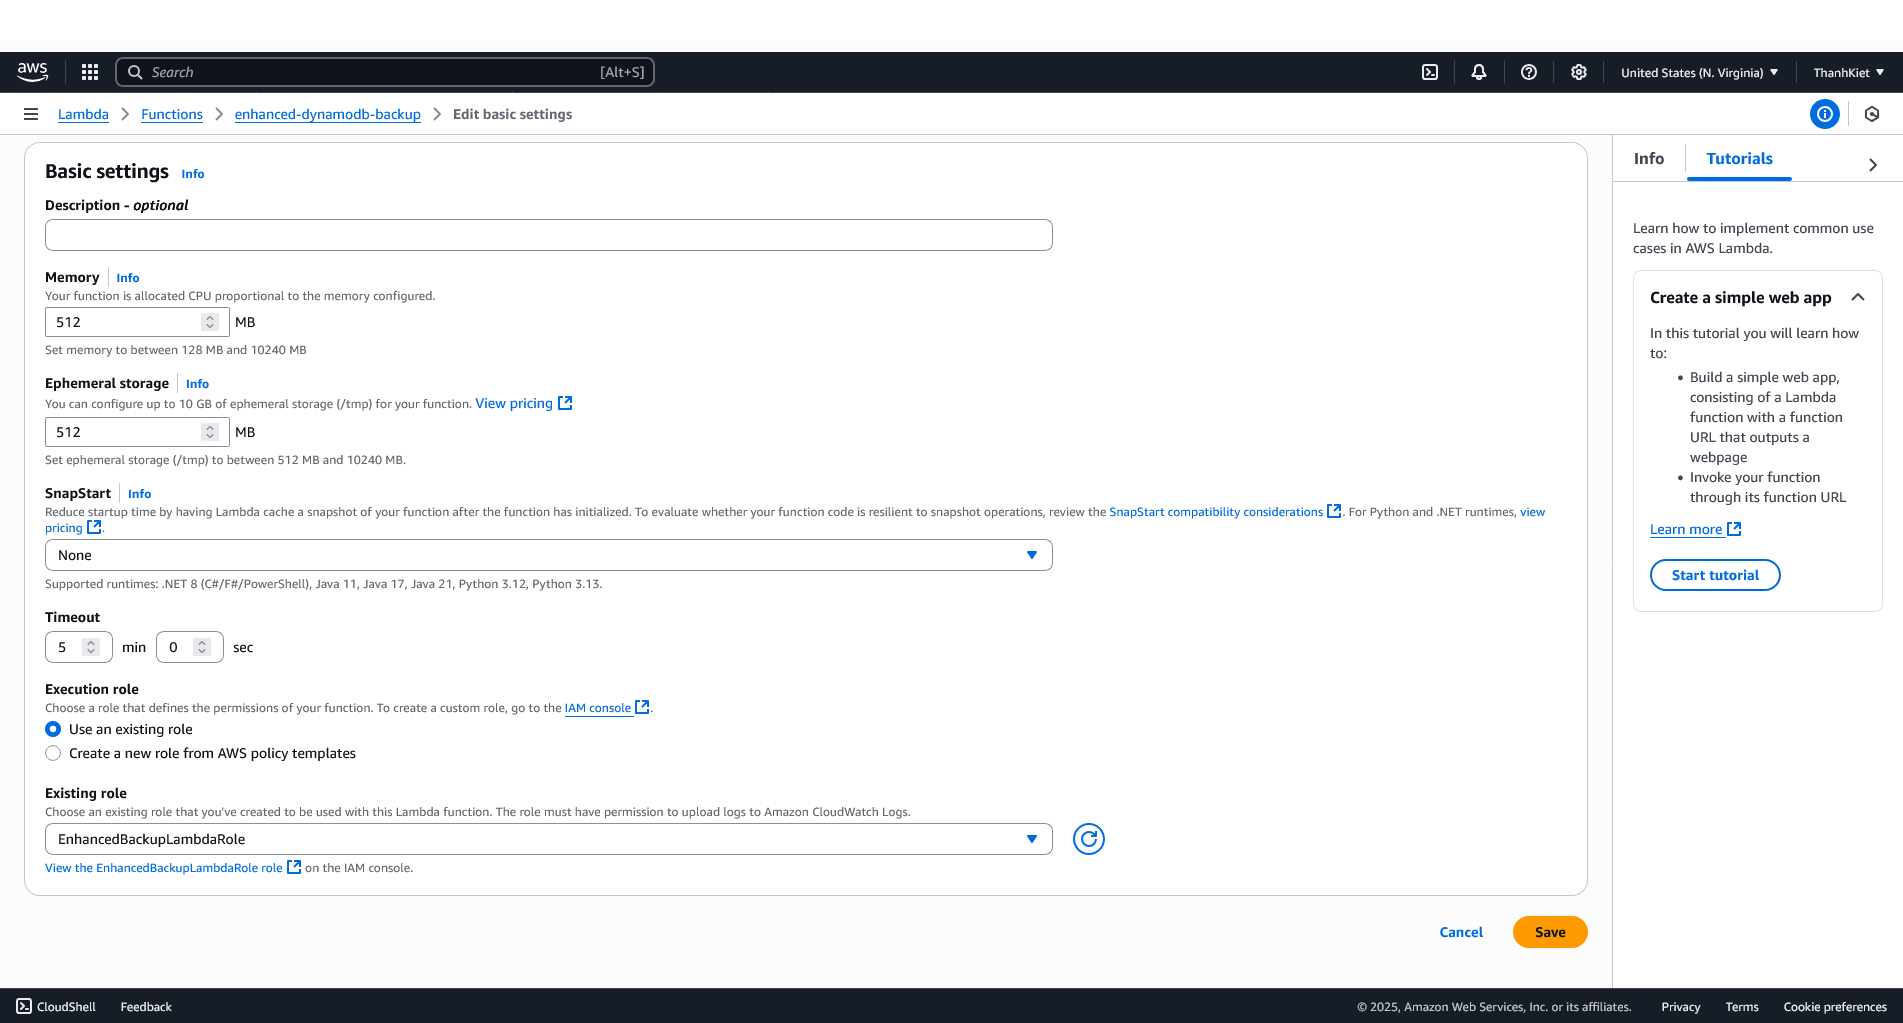 aws
Search [Alt+S]
United States (N. Virginia)
ThanhKiet
Lambda
Functions
enhanced-dynamodb-backup
Edit basic settings
Basic settings Info
Description - optional
Memory Info
Your function is allocated CPU proportional to the memory configured.
512 MB
Set memory to between 128 MB and 10240 MB
Ephemeral storage Info
You can configure up to 10 GB of ephemeral storage (/tmp) for your function. View pricing
512 MB
Set ephemeral storage (/tmp) to between 512 MB and 10240 MB.
SnapStart Info
Reduce startup time by having Lambda cache a snapshot of your function after the function has initialized. To evaluate whether your function code is resilient to snapshot operations, review the SnapStart compatibility considerations. For Python and .NET runtimes, view
pricing.
None
Supported runtimes: .NET 8 (C#/F#/PowerShell), Java 11, Java 17, Java 21, Python 3.12, Python 3.13.
Timeout
5 min 0 sec
Execution role
Choose a role that defines the permissions of your function. To create a custom role, go to the IAM console.
Use an existing role
Create a new role from AWS policy templates
Existing role
Choose an existing role that you've created to be used with this Lambda function. The role must have permission to upload logs to Amazon CloudWatch Logs.
EnhancedBackupLambdaRole
View the EnhancedBackupLambdaRole role on the IAM console.
Cancel
Save
Info
Tutorials
Learn how to implement common use
cases in AWS Lambda.
Create a simple web app
In this tutorial you will learn how
to:
• Build a simple web app,
consisting of a Lambda
function with a function
URL that outputs a
webpage
• Invoke your function
through its function URL
Learn more
Start tutorial
CloudShell
Feedback
© 2025, Amazon Web Services, Inc. or its affiliates.
Privacy
Terms
Cookie preferences